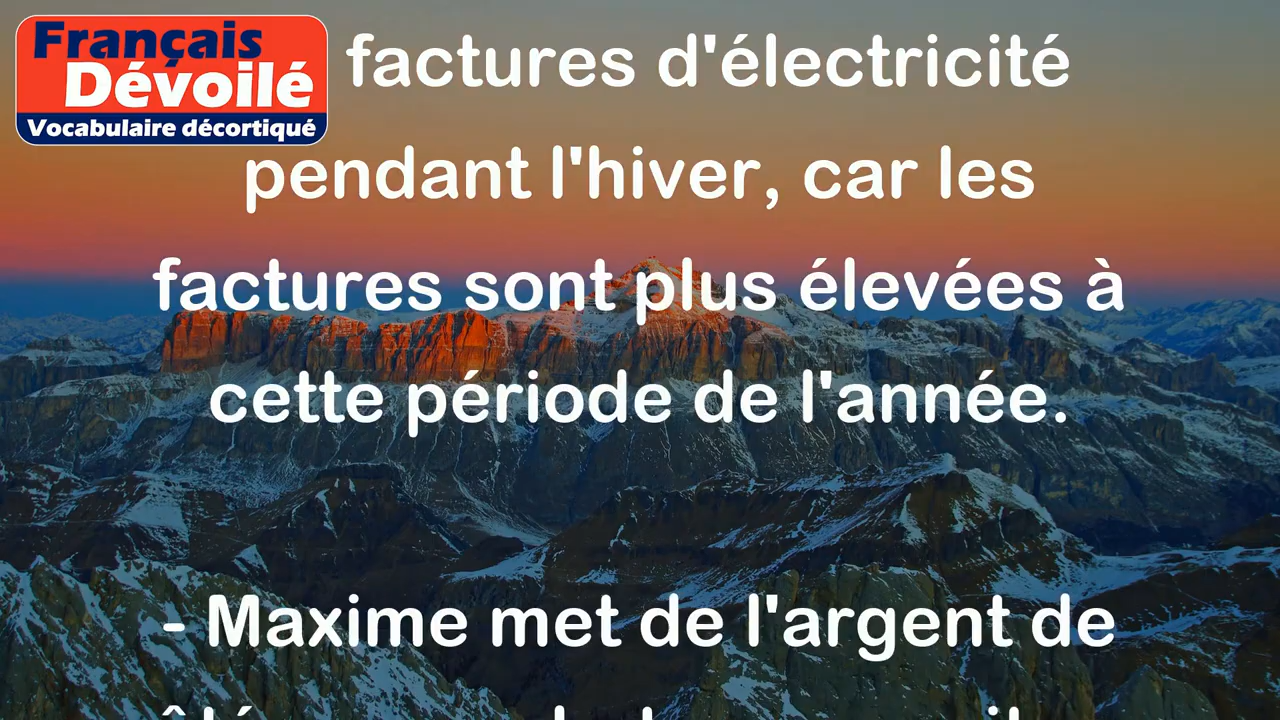 Français
Dévoilé
Vocabulaire décortiqué
factures d'électricité
pendant l'hiver, car les
factures sont plus élevées à
cette période de l'année.
- Maxime met de l'argent de